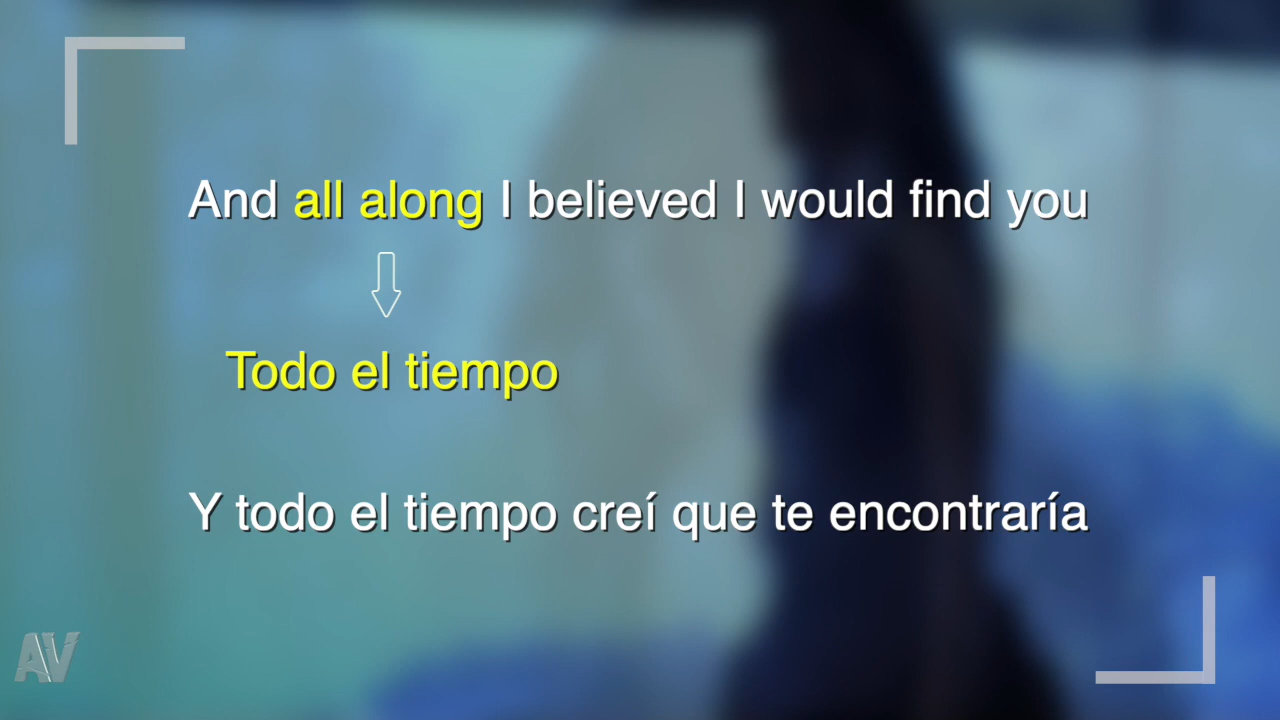 And all along I believed I would find you
Todo el tiempo
Y todo el tiempo creí que te encontraría
AV